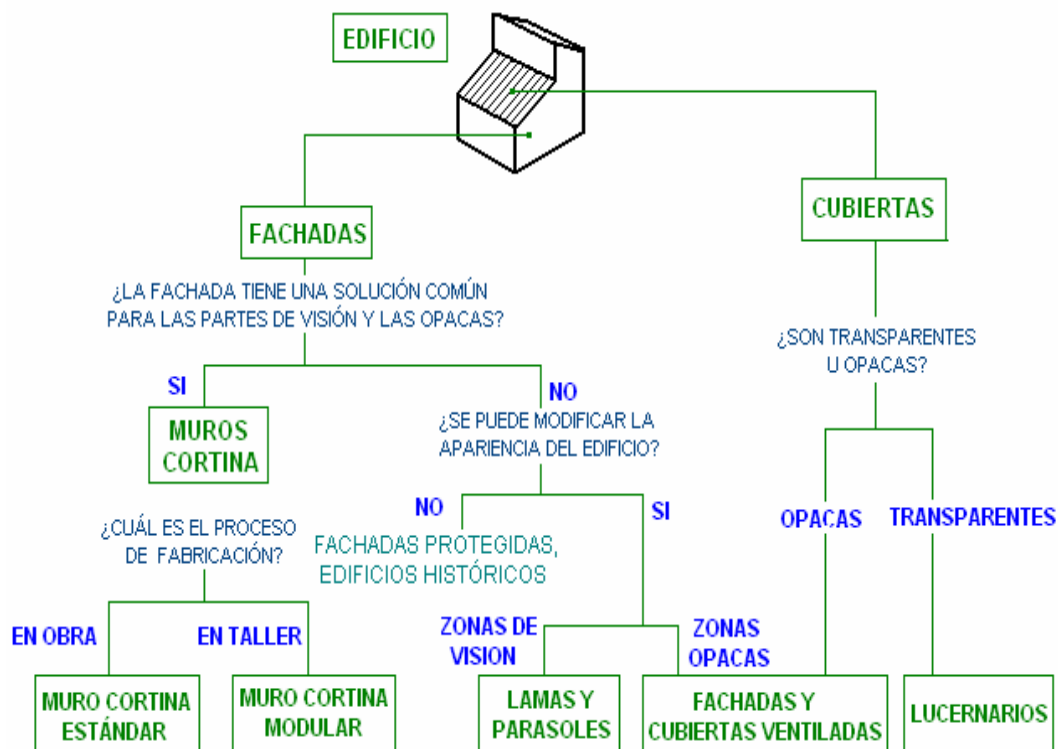 EDIFICIO
FACHADAS
CUBIERTAS
¿LA FACHADA TIENE UNA SOLUCIÓN COMÚN
PARA LAS PARTES DE VISIÓN Y LAS OPACAS?
¿SON TRANSPARENTES
U OPACAS?
SI
NO
MUROS
CORTINA
¿SE PUEDE MODIFICAR LA
APARIENCIA DEL EDIFICIO?
NO
SI
OPACAS
TRANSPARENTES
¿CUÁL ES EL PROCESO
DE FABRICACIÓN?
FACHADAS PROTEGIDAS,
EDIFICIOS HISTÓRICOS
EN OBRA
EN TALLER
ZONAS DE
VISION
ZONAS
OPACAS
MURO CORTINA
ESTÁNDAR
MURO CORTINA
MODULAR
LAMAS Y
PARASOLES
FACHADAS Y
CUBIERTAS VENTILADAS
LUCERNARIOS